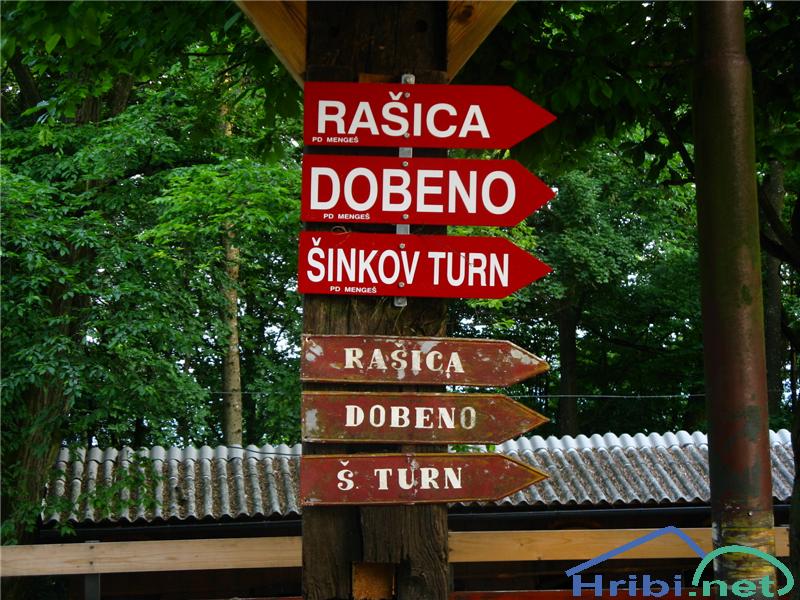 RAŠICA
PD MENGEŠ
DOBENO
PD MENGEŠ
ŠINKOV TURN
PD MENGEŠ
RAŠICA
DOBENO
Š. TURN
Hribi.net